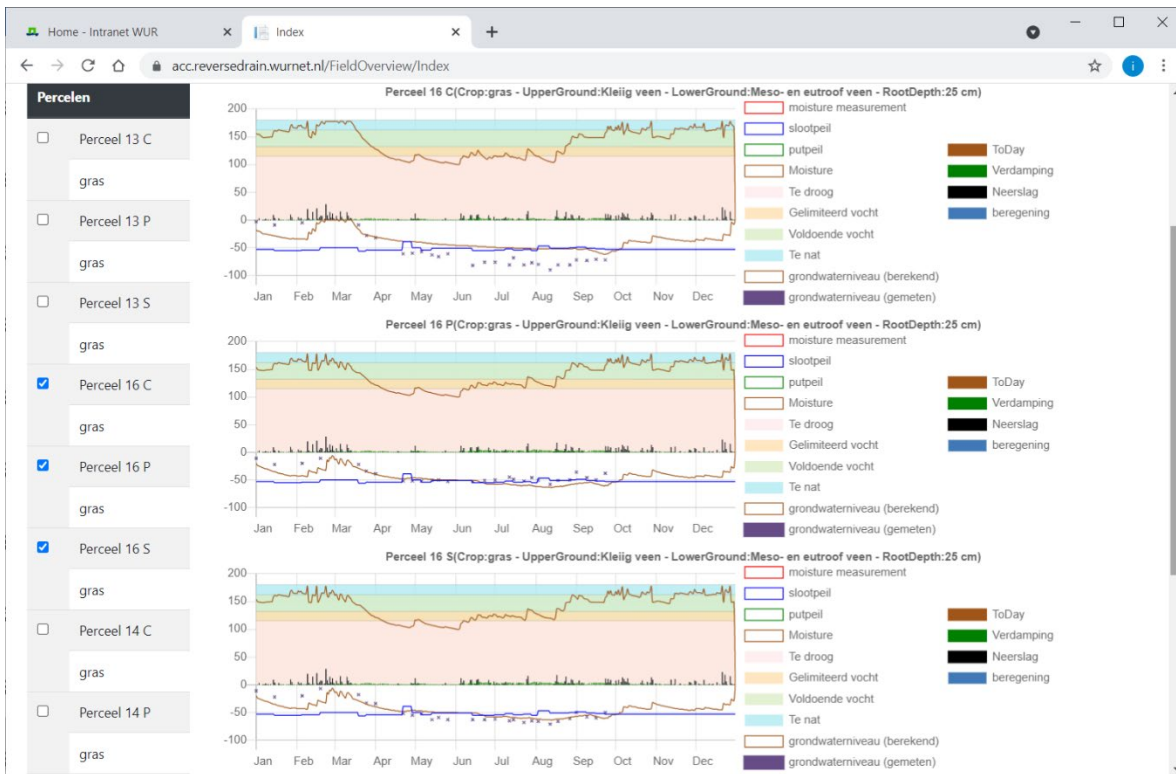 Home - Intranet WUR
Index
acc.reversedrain.wurnet.nl/FieldOverview/Index
i
Percelen
Perceel 13 C
gras
Perceel 13 P
gras
Perceel 13 S
gras
Perceel 16 C
gras
Perceel 16 P
gras
Perceel 16 S
gras
Perceel 14 C
gras
Perceel 14 P
gras
Perceel 16 C(Crop:gras - UpperGround:Kleiig veen - LowerGround:Meso- en eutroof veen - RootDepth:25 cm)
200
150
100
50
0
-50
-100
Jan Feb Mar Apr May Jun Jul Aug Sep Oct Nov Dec
moisture measurement
slootpeil
putpeil ToDay
Moisture Verdamping
Te droog Neerslag
Gelimiteerd vocht beregening
Voldoende vocht
Te nat
grondwaterniveau (berekend)
grondwaterniveau (gemeten)
Perceel 16 P(Crop:gras - UpperGround:Kleiig veen - LowerGround:Meso- en eutroof veen - RootDepth:25 cm)
200
150
100
50
0
-50
-100
Jan Feb Mar Apr May Jun Jul Aug Sep Oct Nov Dec
moisture measurement
slootpeil
putpeil ToDay
Moisture Verdamping
Te droog Neerslag
Gelimiteerd vocht beregening
Voldoende vocht
Te nat
grondwaterniveau (berekend)
grondwaterniveau (gemeten)
Perceel 16 S(Crop:gras - UpperGround:Kleiig veen - LowerGround:Meso- en eutroof veen - RootDepth:25 cm)
200
150
100
50
0
-50
-100
Jan Feb Mar Apr May Jun Jul Aug Sep Oct Nov Dec
moisture measurement
slootpeil
putpeil ToDay
Moisture Verdamping
Te droog Neerslag
Gelimiteerd vocht beregening
Voldoende vocht
Te nat
grondwaterniveau (berekend)
grondwaterniveau (gemeten)